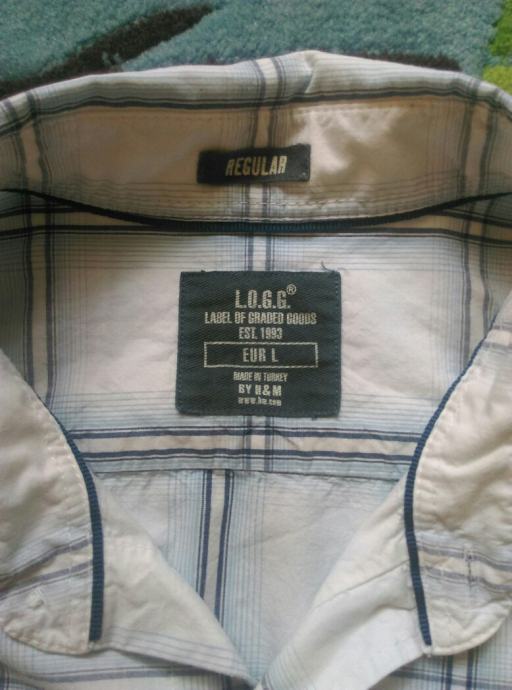 REGULAR
L.O.G.G.®
LABEL OF GRADED GOODS
EST. 1993
EUR L
MADE IN TURKEY
BY H&M
www.hm.com